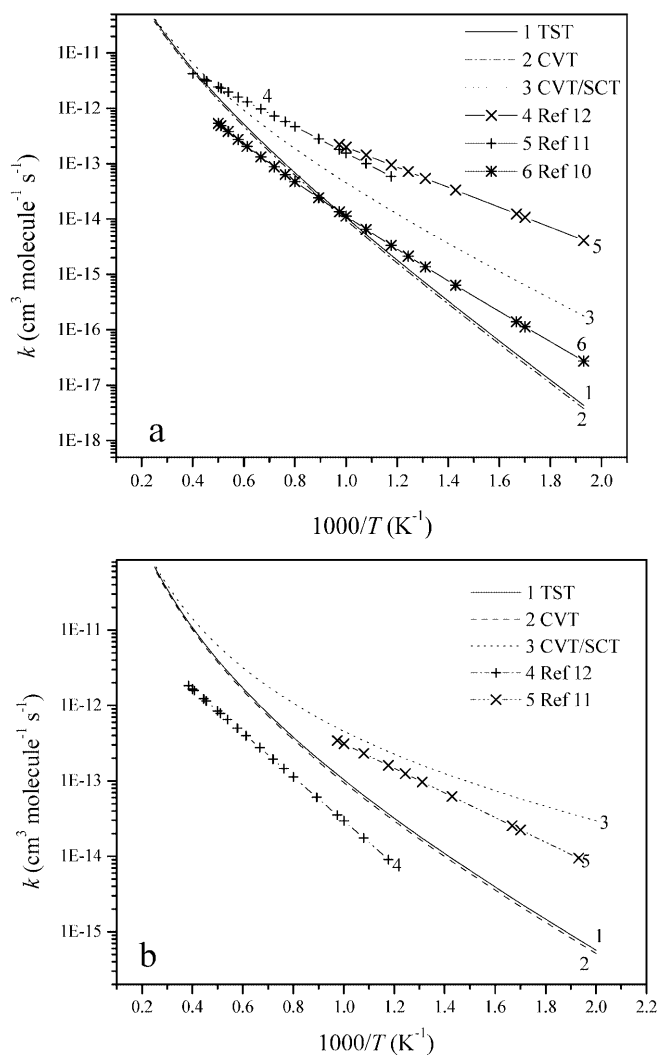 1E-11
1E-12
1E-13
1E-14
1E-15
1E-16
1E-17
1E-18
k (cm³ molecule⁻¹ s⁻¹)
1 TST
2 CVT
3 CVT/SCT
4 Ref 12
5 Ref 11
6 Ref 10
4
5
3
6
1
2
a
0.2 0.4 0.6 0.8 1.0 1.2 1.4 1.6 1.8 2.0
1000/T (K⁻¹)
1E-11
1E-12
1E-13
1E-14
1E-15
k (cm³ molecule⁻¹ s⁻¹)
1 TST
2 CVT
3 CVT/SCT
4 Ref 12
5 Ref 11
3
5
4
1
2
b
0.2 0.4 0.6 0.8 1.0 1.2 1.4 1.6 1.8 2.0 2.2
1000/T (K⁻¹)